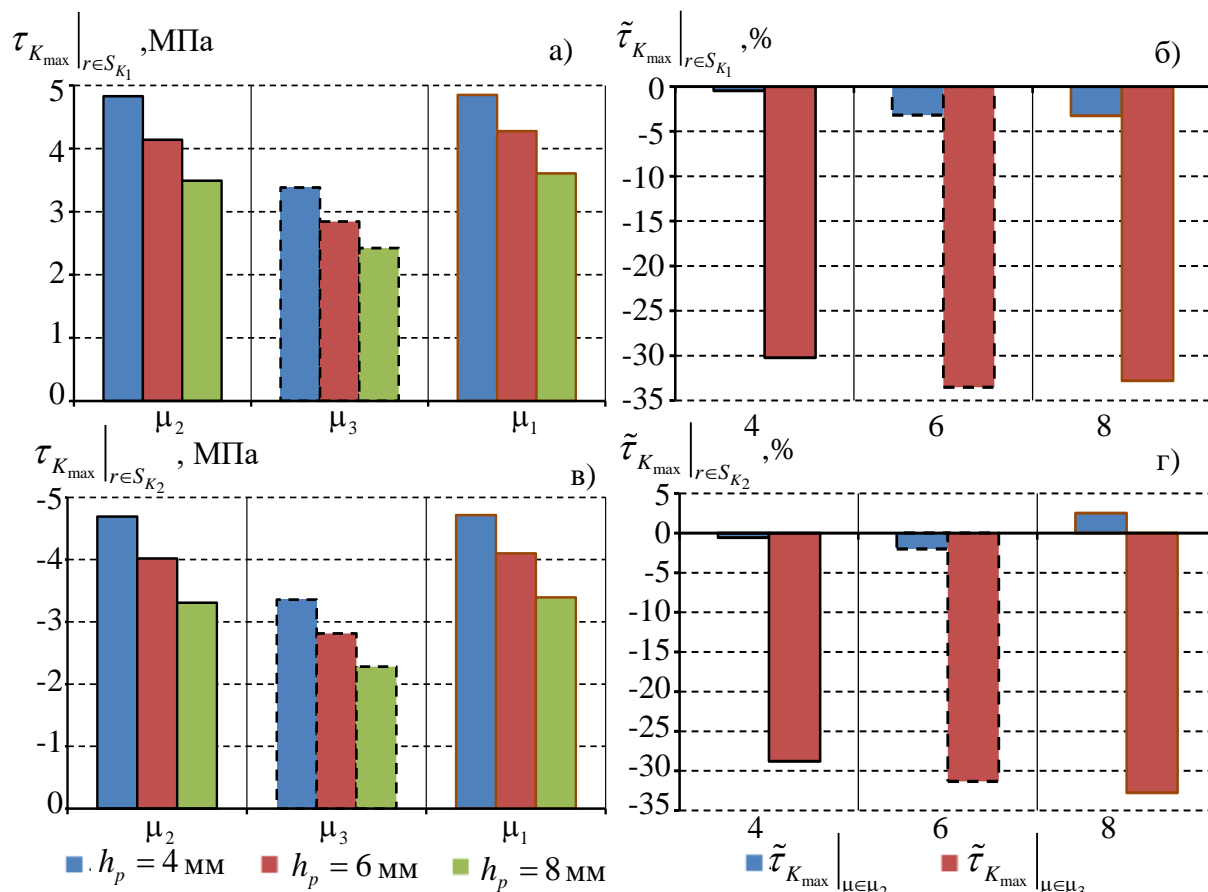 τ_{K_max}|_{r∈S_{K_1}} , МПа
а)
5
4
3
2
1
0
μ₂ μ₃ μ₁
τ̃_{K_max}|_{r∈S_{K_1}} , %
б)
0
-5
-10
-15
-20
-25
-30
-35
4 6 8
τ_{K_max}|_{r∈S_{K_2}} , МПа
в)
-5
-4
-3
-2
-1
0
μ₂ μ₃ μ₁
h_p = 4 мм h_p = 6 мм h_p = 8 мм
τ̃_{K_max}|_{r∈S_{K_2}} , %
г)
5
0
-5
-10
-15
-20
-25
-30
-35
4 6 8
τ̃_{K_max}|_{μ∈μ₂} τ̃_{K_max}|_{μ∈μ₃}